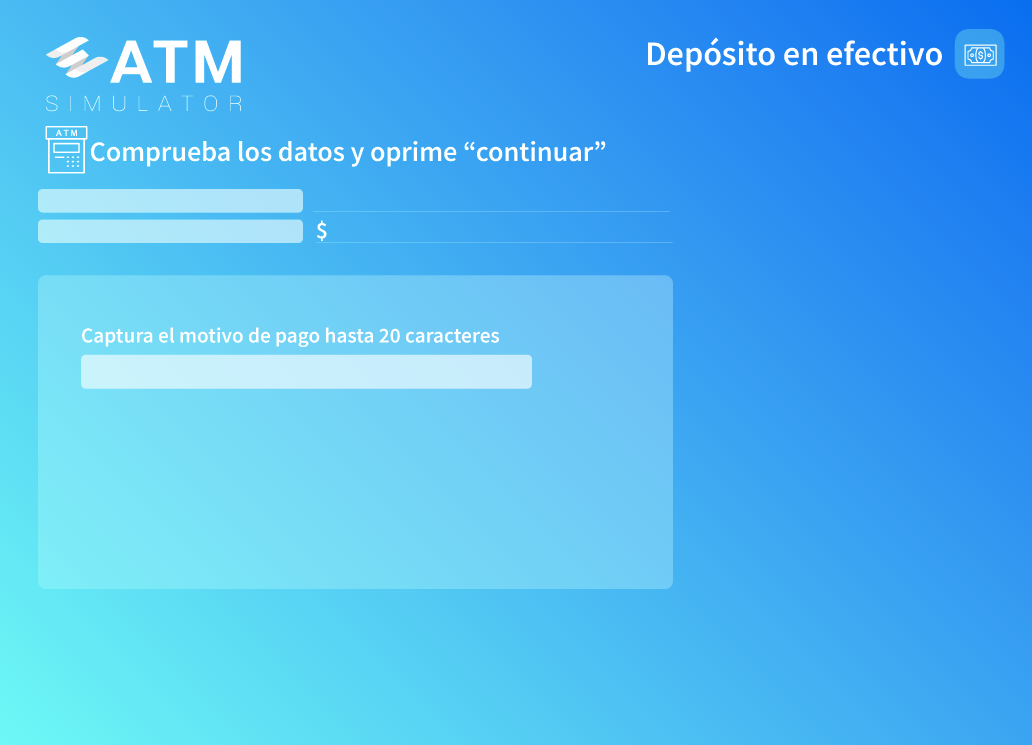 ATM
SIMULATOR
Depósito en efectivo
$
ATM
Comprueba los datos y oprime “continuar”
$
Captura el motivo de pago hasta 20 caracteres